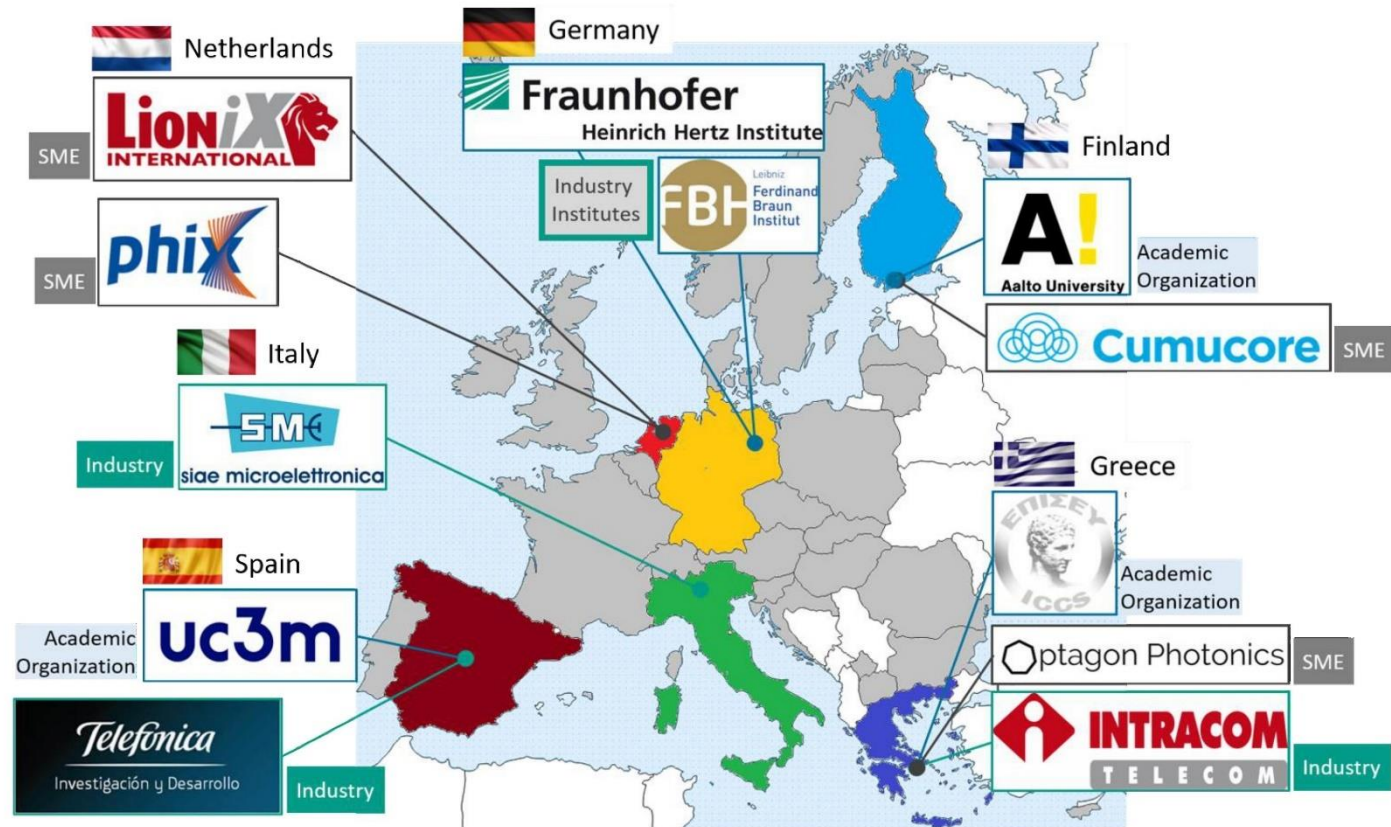 Netherlands
LioniX
INTERNATIONAL
SME
phix
SME
Italy
SME
siae microelettronica
Industry
Spain
uc3m
Academic
Organization
Telefónica
Investigación y Desarrollo
Industry
Germany
Fraunhofer
Heinrich Hertz Institute
Industry
Institutes
FBH
Leibniz
Ferdinand
Braun
Institut
Finland
A!
Aalto University
Academic
Organization
Cumucore
SME
Greece
ΕΠΙΣΕΥ
ICCS
Academic
Organization
Optagon Photonics
SME
INTRACOM
TELECOM
Industry